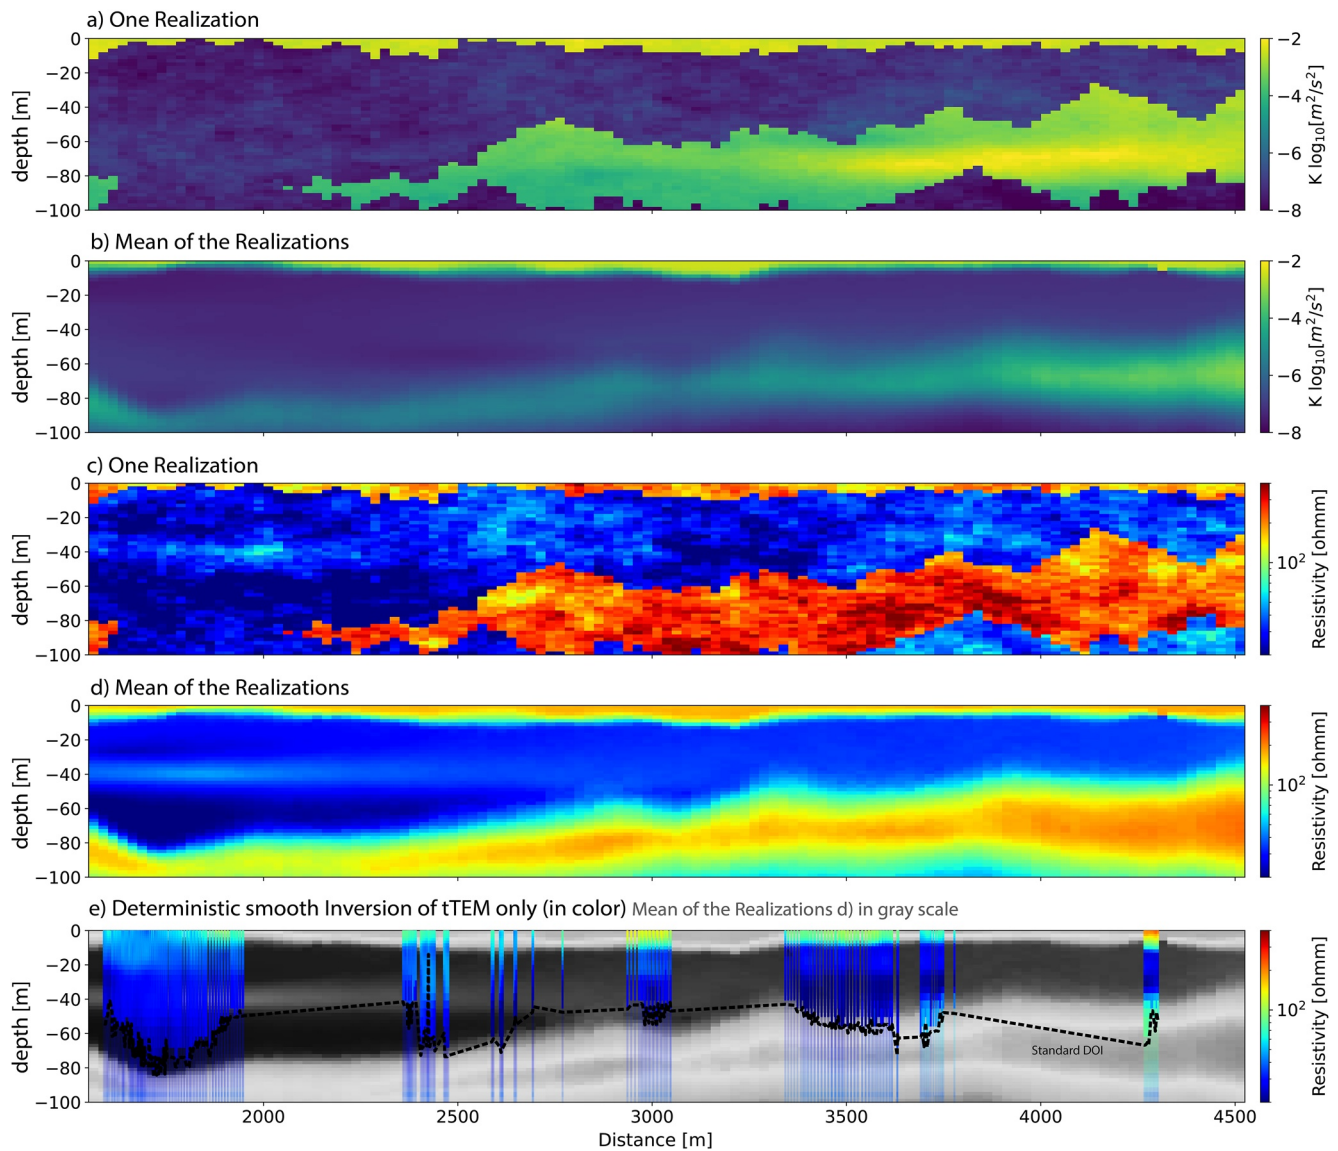 a) One Realization
0
−20
−40
−60
−80
−100
depth [m]
−2
−4
−6
−8
K log10[m²/s²]
b) Mean of the Realizations
0
−20
−40
−60
−80
−100
depth [m]
−2
−4
−6
−8
K log10[m²/s²]
c) One Realization
0
−20
−40
−60
−80
−100
depth [m]
10²
Resistivity [ohmm]
d) Mean of the Realizations
0
−20
−40
−60
−80
−100
depth [m]
10²
Resistivity [ohmm]
e) Deterministic smooth Inversion of tTEM only (in color) Mean of the Realizations d) in gray scale
0
−20
−40
−60
−80
−100
depth [m]
Standard DOI
10²
Resistivity [ohmm]
2000 2500 3000 3500 4000 4500
Distance [m]